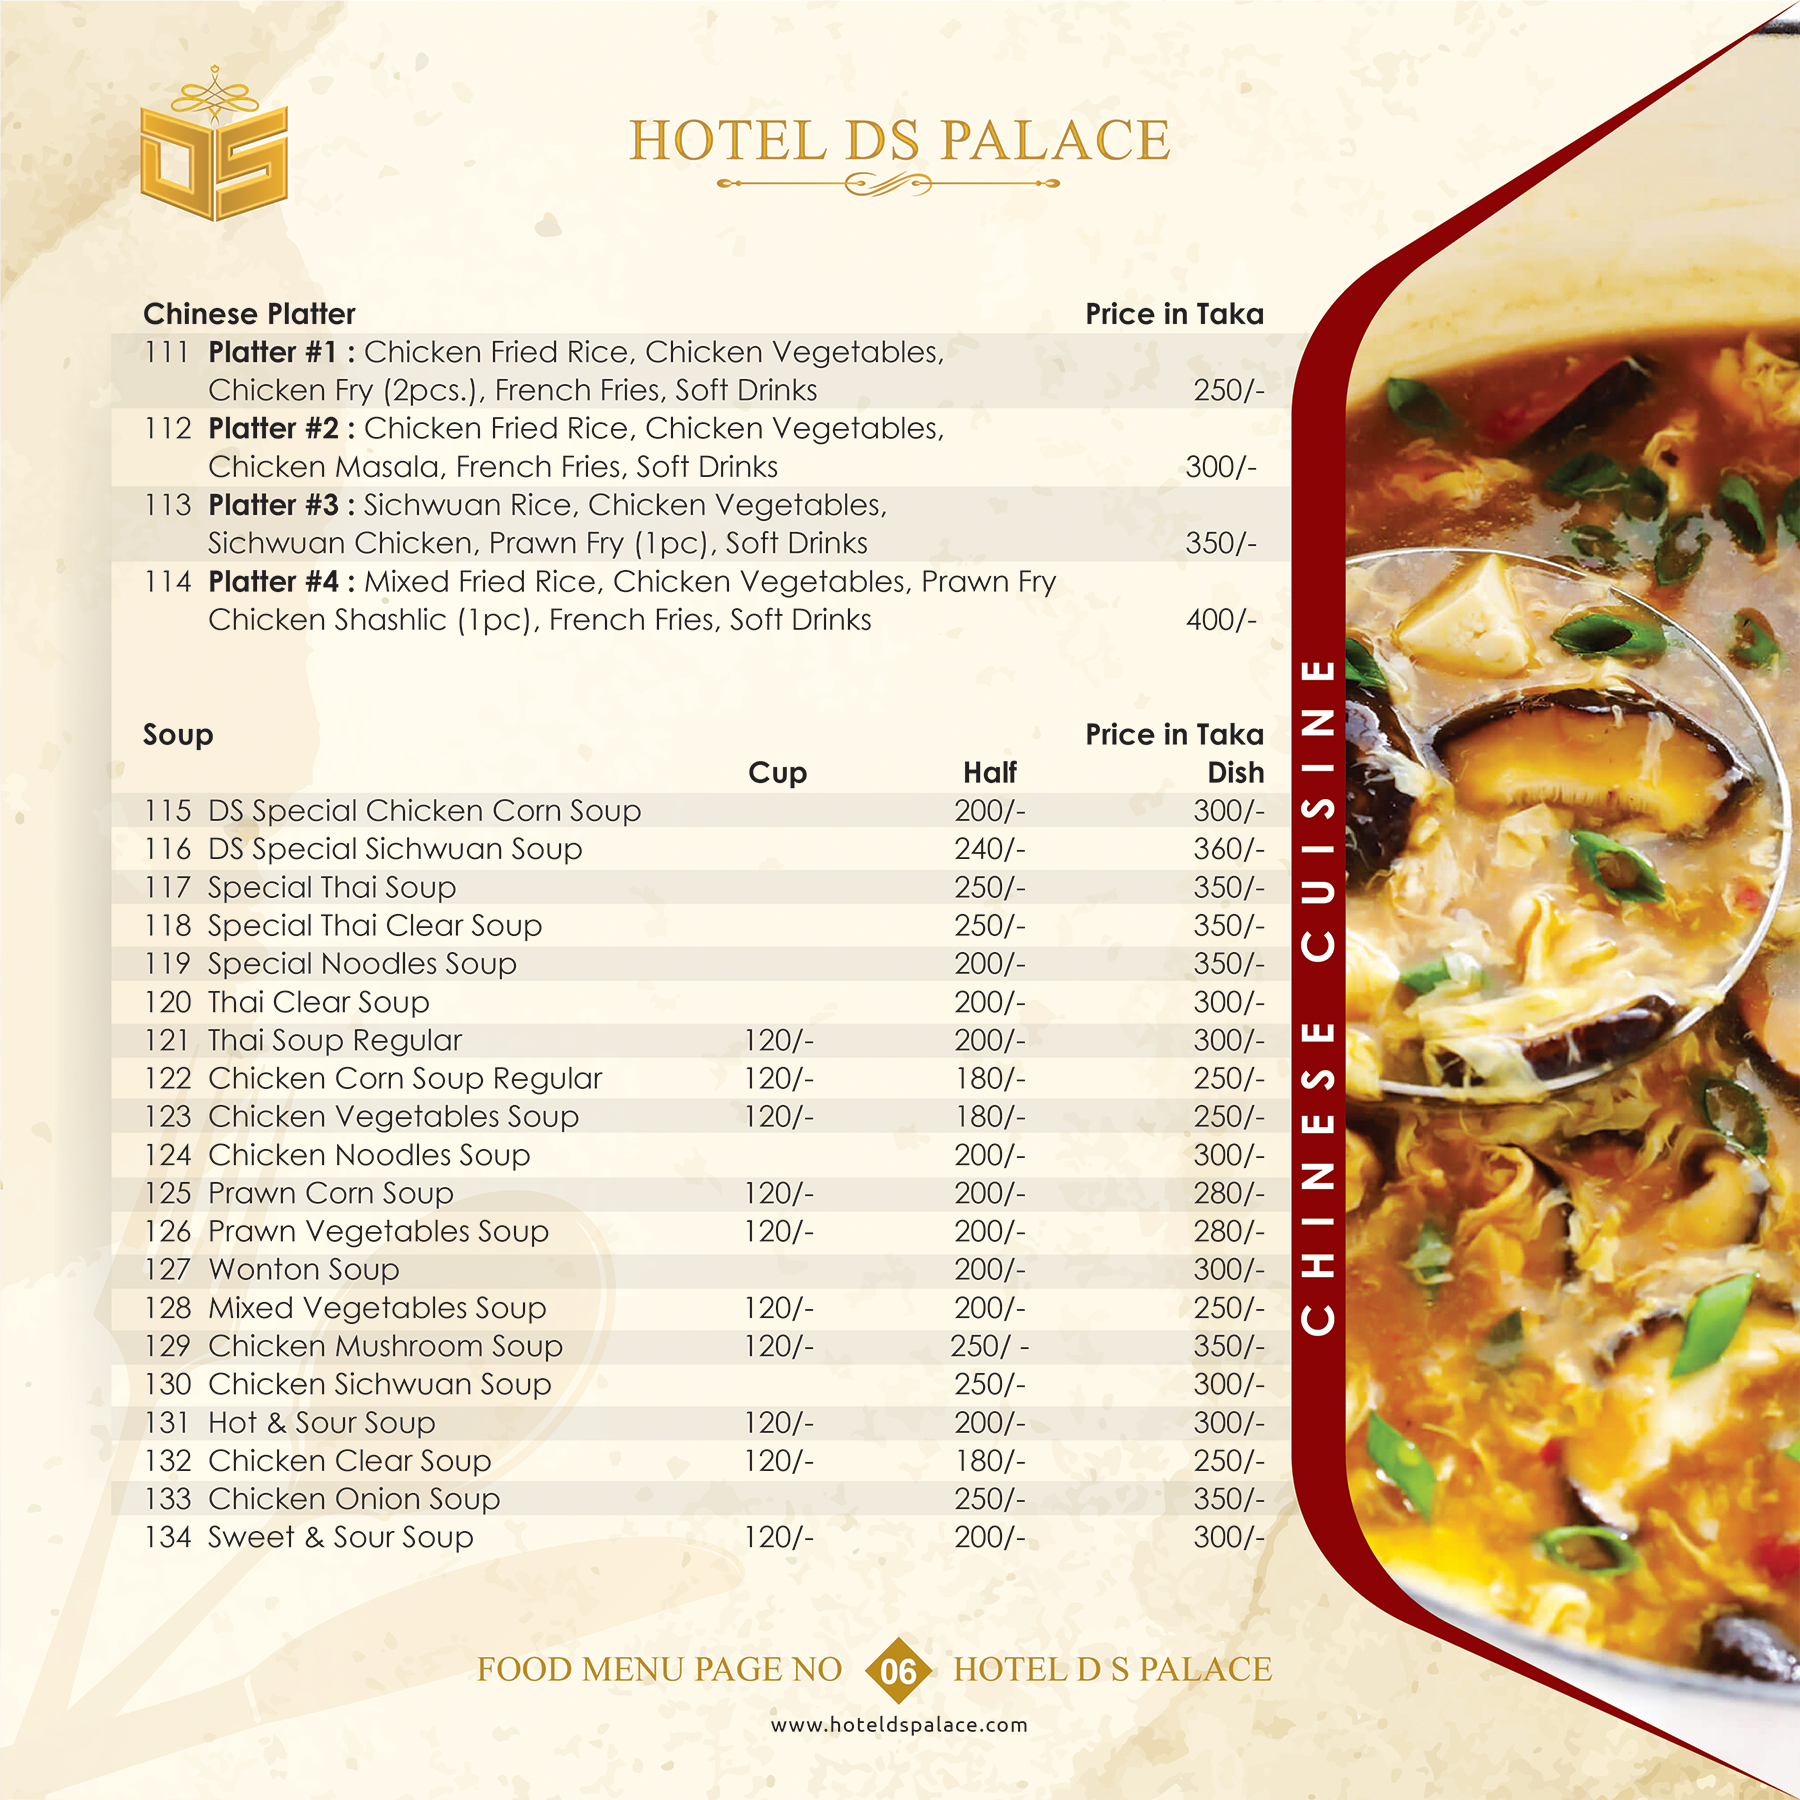 DS
HOTEL DS PALACE
Chinese Platter Price in Taka
111 Platter #1 : Chicken Fried Rice, Chicken Vegetables,
Chicken Fry (2pcs.), French Fries, Soft Drinks 250/-
112 Platter #2 : Chicken Fried Rice, Chicken Vegetables,
Chicken Masala, French Fries, Soft Drinks 300/-
113 Platter #3 : Sichwuan Rice, Chicken Vegetables,
Sichwuan Chicken, Prawn Fry (1pc), Soft Drinks 350/-
114 Platter #4 : Mixed Fried Rice, Chicken Vegetables, Prawn Fry
Chicken Shashlic (1pc), French Fries, Soft Drinks 400/-
Soup Price in Taka
Cup Half Dish
115 DS Special Chicken Corn Soup 200/- 300/-
116 DS Special Sichwuan Soup 240/- 360/-
117 Special Thai Soup 250/- 350/-
118 Special Thai Clear Soup 250/- 350/-
119 Special Noodles Soup 200/- 350/-
120 Thai Clear Soup 200/- 300/-
121 Thai Soup Regular 120/- 200/- 300/-
122 Chicken Corn Soup Regular 120/- 180/- 250/-
123 Chicken Vegetables Soup 120/- 180/- 250/-
124 Chicken Noodles Soup 200/- 300/-
125 Prawn Corn Soup 120/- 200/- 280/-
126 Prawn Vegetables Soup 120/- 200/- 280/-
127 Wonton Soup 200/- 300/-
128 Mixed Vegetables Soup 120/- 200/- 250/-
129 Chicken Mushroom Soup 120/- 250/ - 350/-
130 Chicken Sichwuan Soup 250/- 300/-
131 Hot & Sour Soup 120/- 200/- 300/-
132 Chicken Clear Soup 120/- 180/- 250/-
133 Chicken Onion Soup 250/- 350/-
134 Sweet & Sour Soup 120/- 200/- 300/-
CHINESE CUISINE
FOOD MENU PAGE NO 06 HOTEL D S PALACE
www.hoteldspalace.com